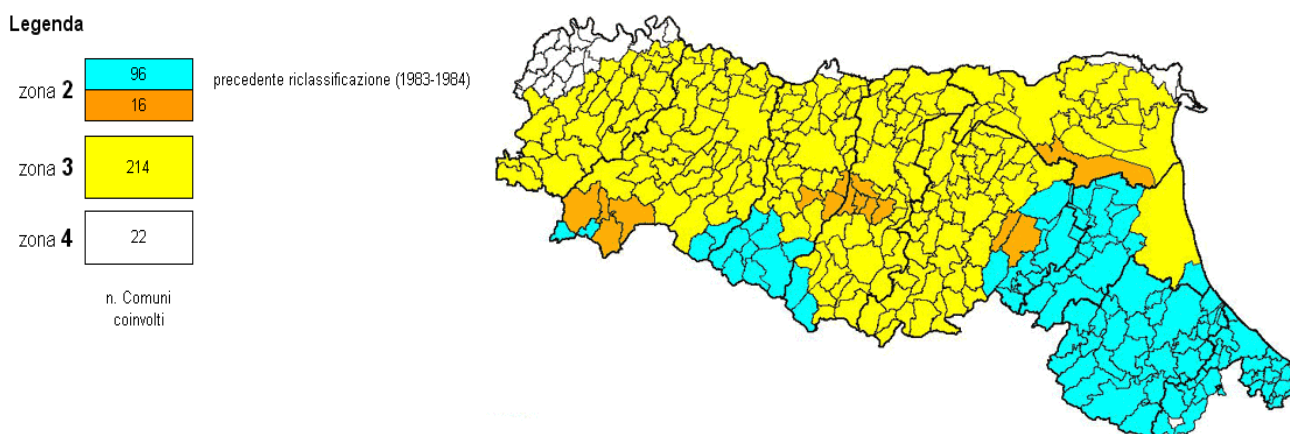 Legenda
zona 2
96
16
precedente riclassificazione (1983-1984)
zona 3
214
zona 4
22
n. Comuni
coinvolti